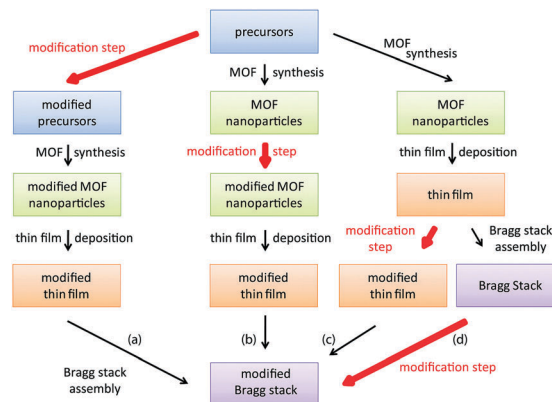 precursors
modification step
MOF
synthesis
MOF synthesis
modified
precursors
MOF
nanoparticles
MOF
nanoparticles
MOF synthesis
modification step
thin film deposition
modified MOF
nanoparticles
modified MOF
nanoparticles
thin film
thin film deposition
thin film deposition
modification
step
Bragg stack
assembly
modified
thin film
modified
thin film
modified
thin film
Bragg Stack
(a)
(b)
(c)
(d)
Bragg stack
assembly
modified
Bragg stack
modification step